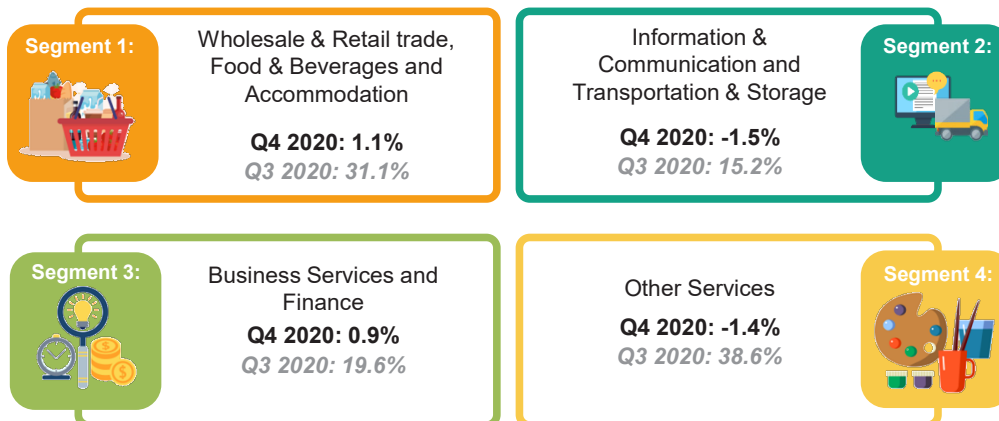 Segment 1:
Wholesale & Retail trade,
Food & Beverages and
Accommodation
Q4 2020: 1.1%
Q3 2020: 31.1%
Information &
Communication and
Transportation & Storage
Q4 2020: -1.5%
Q3 2020: 15.2%
Segment 2:
Segment 3:
Business Services and
Finance
Q4 2020: 0.9%
Q3 2020: 19.6%
Other Services
Q4 2020: -1.4%
Q3 2020: 38.6%
Segment 4: